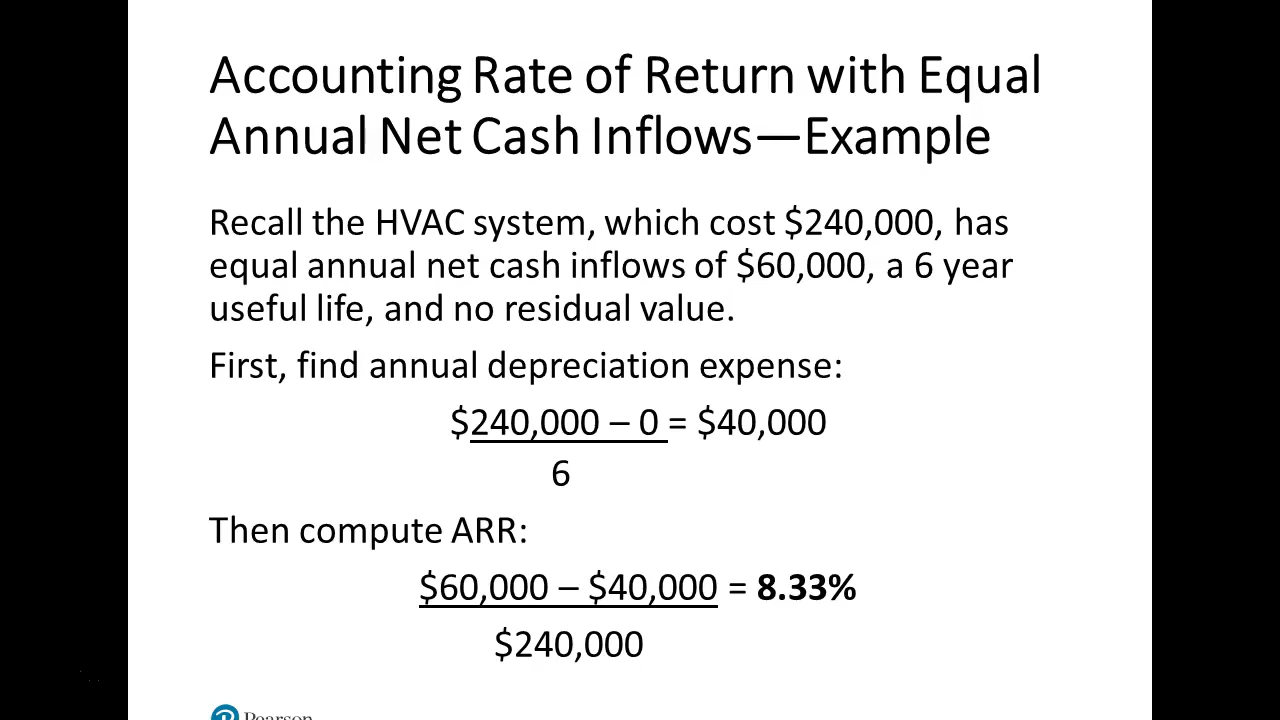 Accounting Rate of Return with Equal
Annual Net Cash Inflows—Example
Recall the HVAC system, which cost $240,000, has
equal annual net cash inflows of $60,000, a 6 year
useful life, and no residual value.
First, find annual depreciation expense:
$240,000 – 0 = $40,000
6
Then compute ARR:
$60,000 – $40,000 = 8.33%
$240,000
Pearson